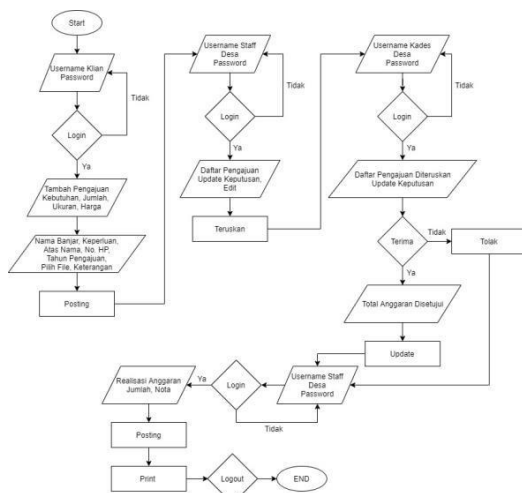 Start
Username Klian
Password
Tidak
Login
Ya
Tambah Pengajuan
Kebutuhan, Jumlah,
Ukuran, Harga
Nama Banjar, Keperluan,
Atas Nama, No. HP,
Tahun Pengajuan,
Pilih File, Keterangan
Posting
Username Staff
Desa
Password
Tidak
Login
Ya
Daftar Pengajuan
Update Keputusan,
Edit
Teruskan
Username Kades
Desa
Password
Tidak
Login
Ya
Daftar Pengajuan Diteruskan
Update Keputusan
Terima
Tidak
Tolak
Ya
Total Anggaran Disetujui
Update
Username Staff
Desa
Password
Login
Tidak
Ya
Realisasi Anggaran
Jumlah, Nota
Posting
Print
Logout
END